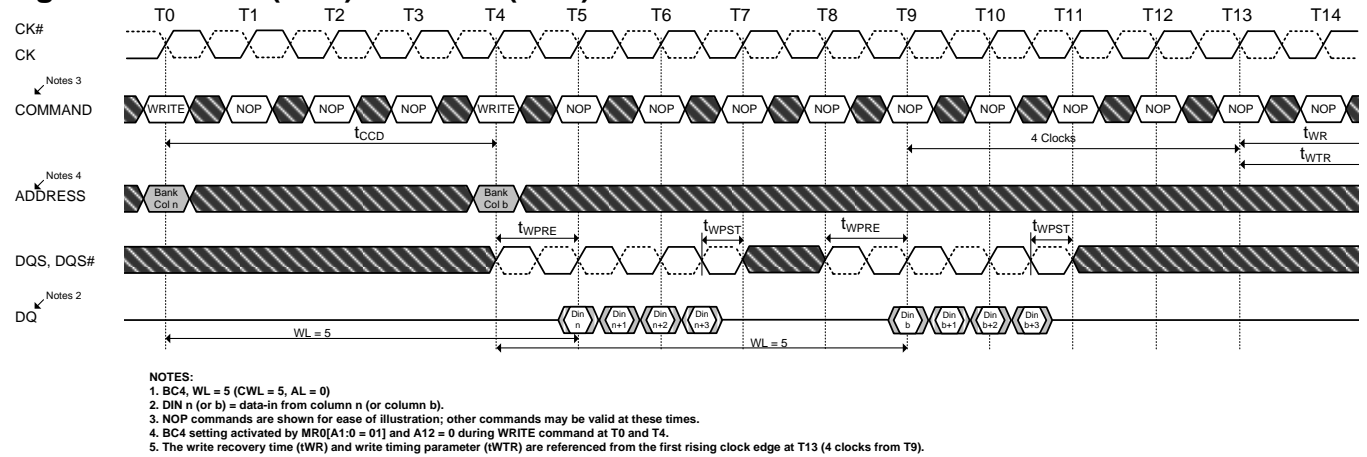 T0 T1 T2 T3 T4 T5 T6 T7 T8 T9 T10 T11 T12 T13 T14
CK#
CK
Notes 3
COMMAND
WRITE NOP NOP NOP WRITE NOP NOP NOP NOP NOP NOP NOP NOP NOP NOP
tCCD
4 Clocks
tWR
tWTR
Notes 4
ADDRESS
Bank Bank
Col n Col b
tWPRE tWPST tWPRE tWPST
DQS, DQS#
Notes 2
DQ
Din Din Din Din Din Din Din Din
n n+1 n+2 n+3 b b+1 b+2 b+3
WL = 5
WL = 5
NOTES:
1. BC4, WL = 5 (CWL = 5, AL = 0)
2. DIN n (or b) = data-in from column n (or column b).
3. NOP commands are shown for ease of illustration; other commands may be valid at these times.
4. BC4 setting activated by MR0[A1:0 = 01] and A12 = 0 during WRITE command at T0 and T4.
5. The write recovery time (tWR) and write timing parameter (tWTR) are referenced from the first rising clock edge at T13 (4 clocks from T9).